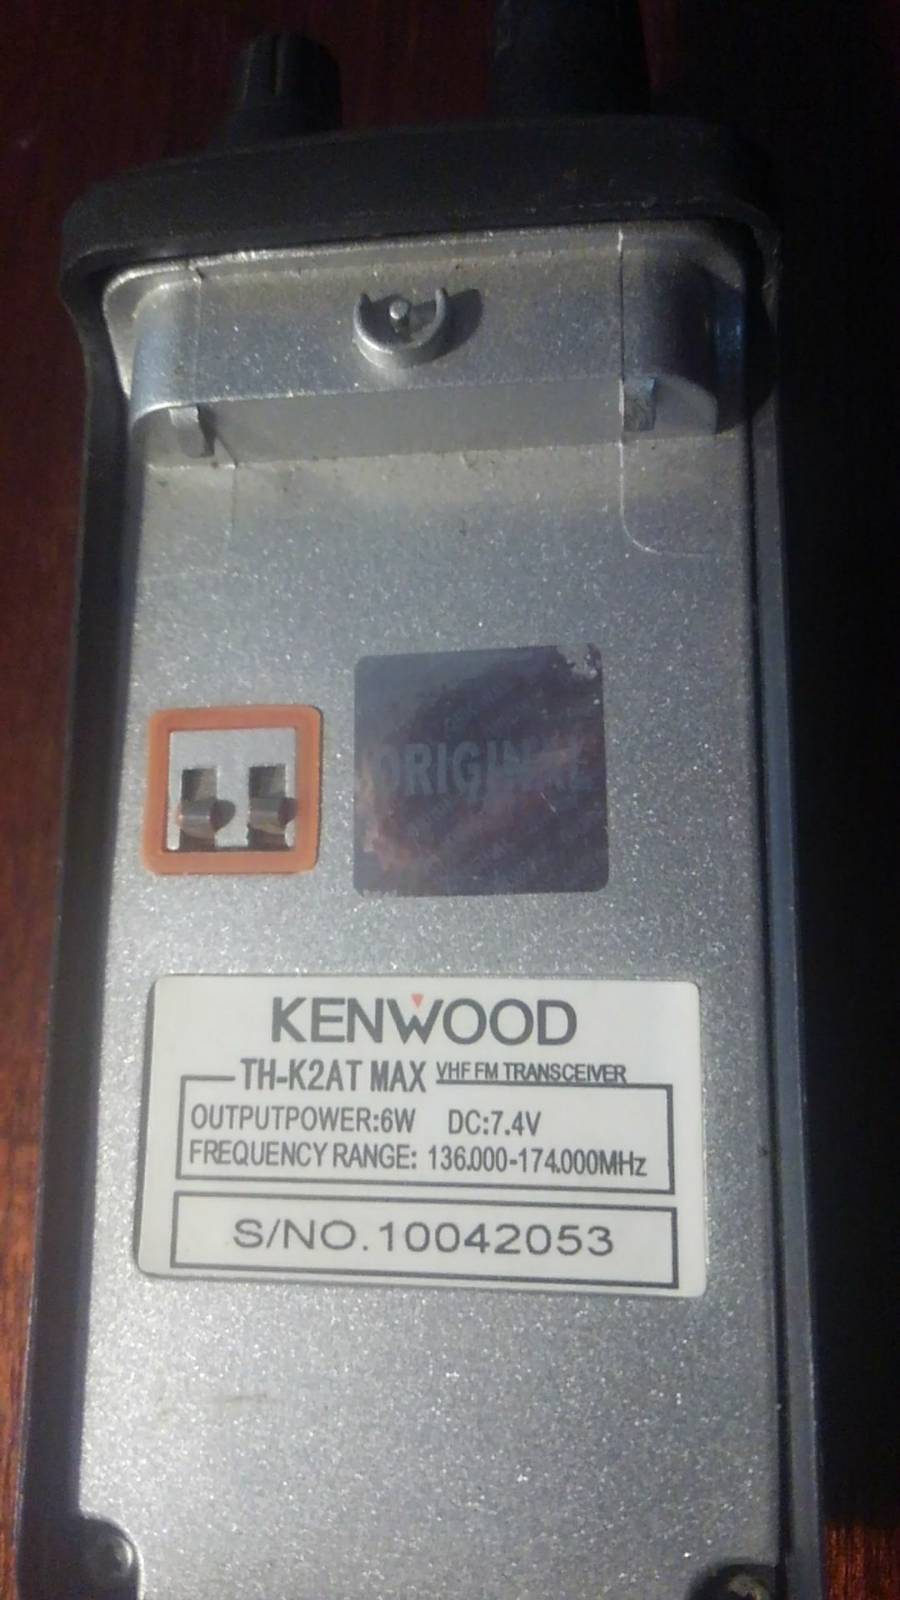 ORIGINAL
KENWOOD
TH-K2AT MAX VHF FM TRANSCEIVER
OUTPUTPOWER:6W DC:7.4V
FREQUENCY RANGE: 136.000-174.000MHz
S/NO.10042053